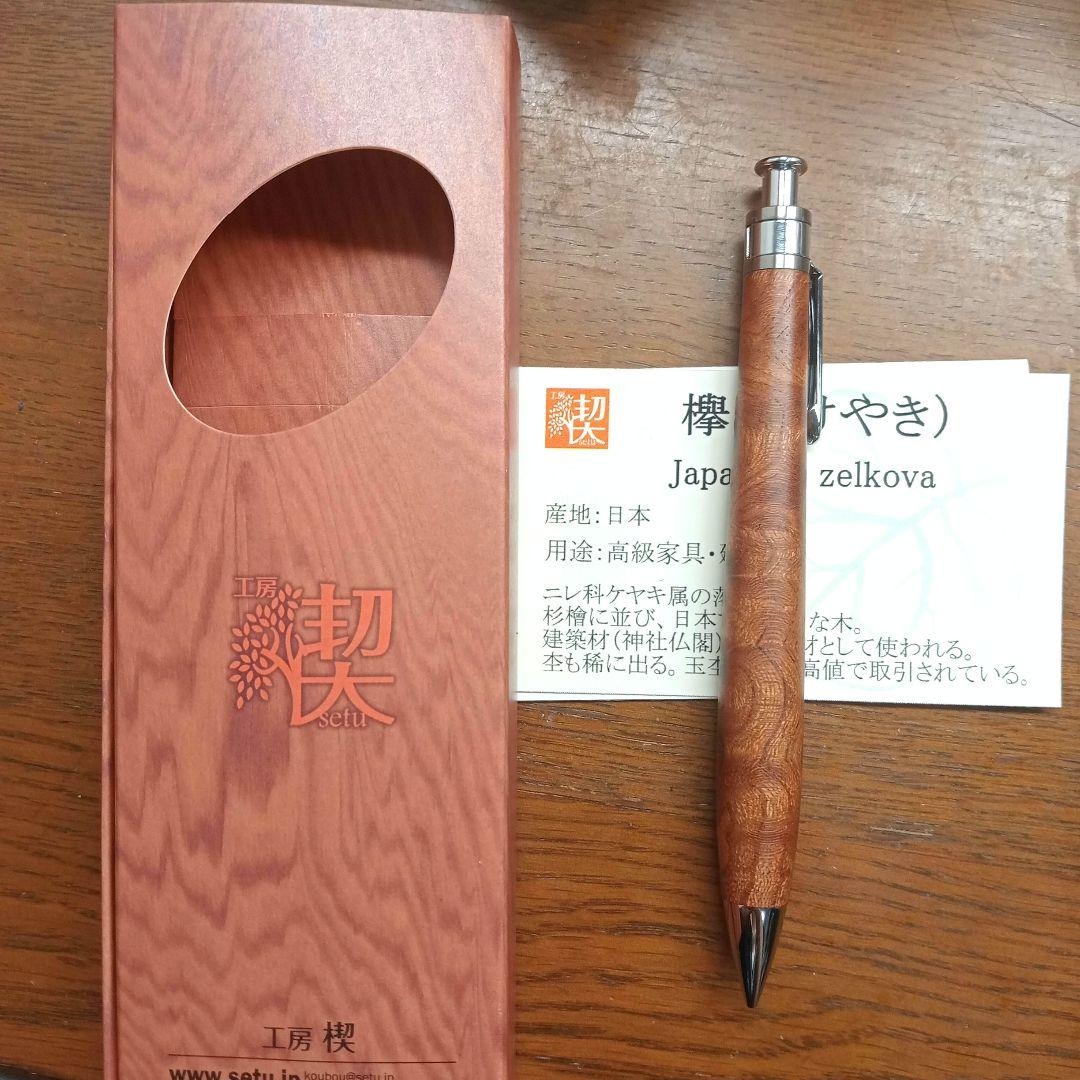 工房
楔
setu
工房 楔
www.setu.jp koubou@setu.jp
工房
楔
setu
欅(けやき)
Japa zelkova
産地:日本
用途:高級家具・
ニレ科ケヤキ属の
杉檜に並び、日本 な木。
建築材(神社仏閣) 材として使われる。
杢も稀に出る。玉杢 高値で取引されている。